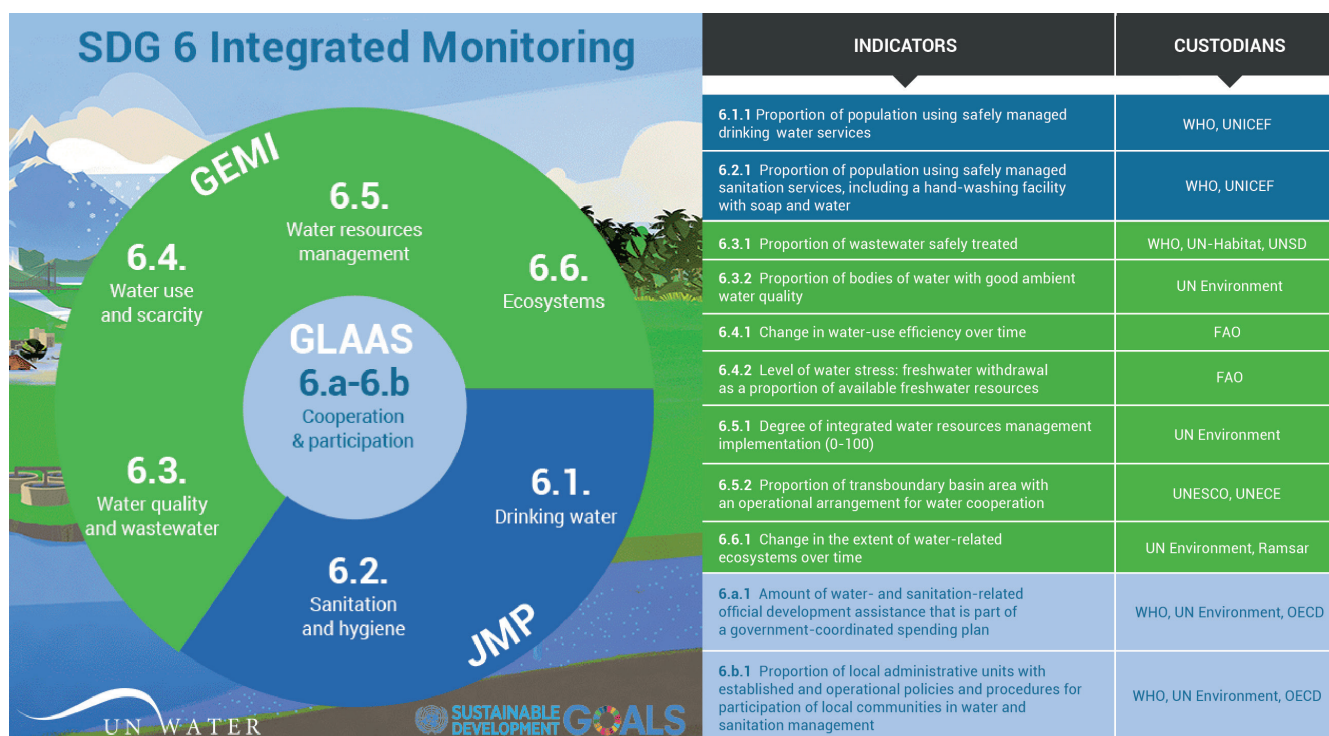 SDG 6 Integrated Monitoring
GEMI
6.5.
Water resources
management
6.4.
Water use
and scarcity
6.6.
Ecosystems
GLAAS
6.a-6.b
Cooperation
& participation
6.3.
Water quality
and wastewater
6.1.
Drinking water
6.2.
Sanitation
and hygiene
JMP
UN WATER
SUSTAINABLE
DEVELOPMENT
GOALS
INDICATORS
CUSTODIANS
6.1.1 Proportion of population using safely managed
drinking water services
WHO, UNICEF
6.2.1 Proportion of population using safely managed
sanitation services, including a hand-washing facility
with soap and water
WHO, UNICEF
6.3.1 Proportion of wastewater safely treated
WHO, UN-Habitat, UNSD
6.3.2 Proportion of bodies of water with good ambient
water quality
UN Environment
6.4.1 Change in water-use efficiency over time
FAO
6.4.2 Level of water stress: freshwater withdrawal
as a proportion of available freshwater resources
FAO
6.5.1 Degree of integrated water resources management
implementation (0-100)
UN Environment
6.5.2 Proportion of transboundary basin area with
an operational arrangement for water cooperation
UNESCO, UNECE
6.6.1 Change in the extent of water-related
ecosystems over time
UN Environment, Ramsar
6.a.1 Amount of water- and sanitation-related
official development assistance that is part of
a government-coordinated spending plan
WHO, UN Environment, OECD
6.b.1 Proportion of local administrative units with
established and operational policies and procedures for
participation of local communities in water and
sanitation management
WHO, UN Environment, OECD